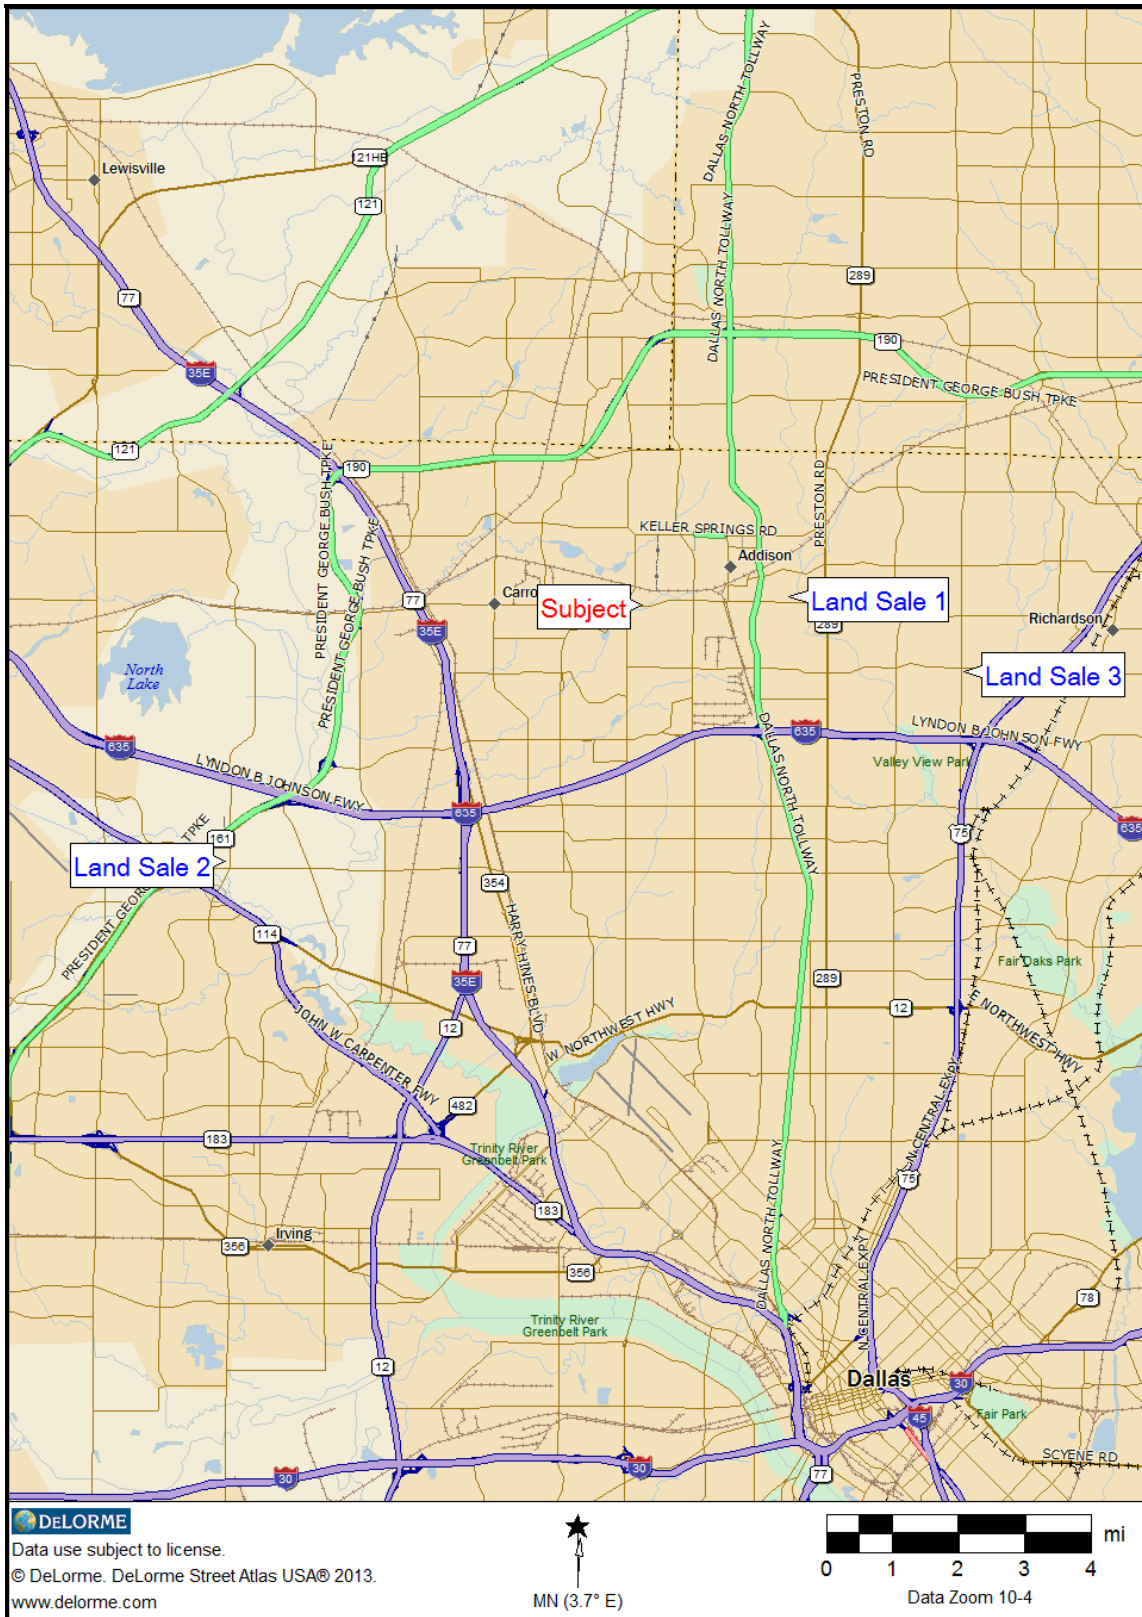 DALLAS NORTH TOLLWAY
PRESTON RD
121HB
Lewisville
121
DALLAS NORTH TOLLWAY
289
77
DALLAS NORTH TOLLWAY
190
35E
PRESIDENT GEORGE BUSH TPKE
121
190
PRESIDENT GEORGE BUSH TPKE
PRESTON RD
KELLER SPRINGS RD
PRESIDENT GEORGE BUSH TPKE
Addison
77
Carro
Subject
Land Sale 1
289
Richardson
35E
North
Lake
Land Sale 3
635
LYNDON B JOHNSON FWY
635
LYNDON B JOHNSON FWY
DALLAS NORTH TOLLWAY
Valley View Park
635
161
TPKE
75
635
Land Sale 2
354
HARRY HINES BLVD
PRESIDENT GEORG
114
77
Fair Oaks Park
35E
289
12
12
E NORTHWEST HWY
W NORTHWEST HWY
JOHN W CARPENTER FWY
482
N CENTRAL EXPY
183
Trinity River
Greenbelt Park
75
DALLAS NORTH TOLLWAY
183
356
Irving
356
N CENTRAL EXPY
78
Trinity River
Greenbelt Park
12
Dallas
30
45
Fair Park
SCYENE RD
30
30
77
DELORME
Data use subject to license.
© DeLorme. DeLorme Street Atlas USA® 2013.
www.delorme.com
MN (3.7° E)
mi
0 1 2 3 4
Data Zoom 10-4